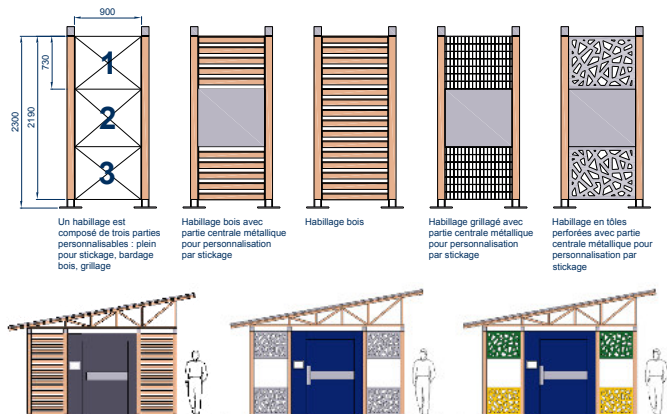 900
730
2190
2300
1
2
3
Un habillage est
composé de trois parties
personnalisables : plein
pour stickage, bardage
bois, grillage
Habillage bois avec
partie centrale métallique
pour personnalisation
par stickage
Habillage bois
Habillage grillagé avec
partie centrale métallique
pour personnalisation
par stickage
Habillage en tôles
perforées avec partie
centrale métallique pour
personnalisation par
stickage